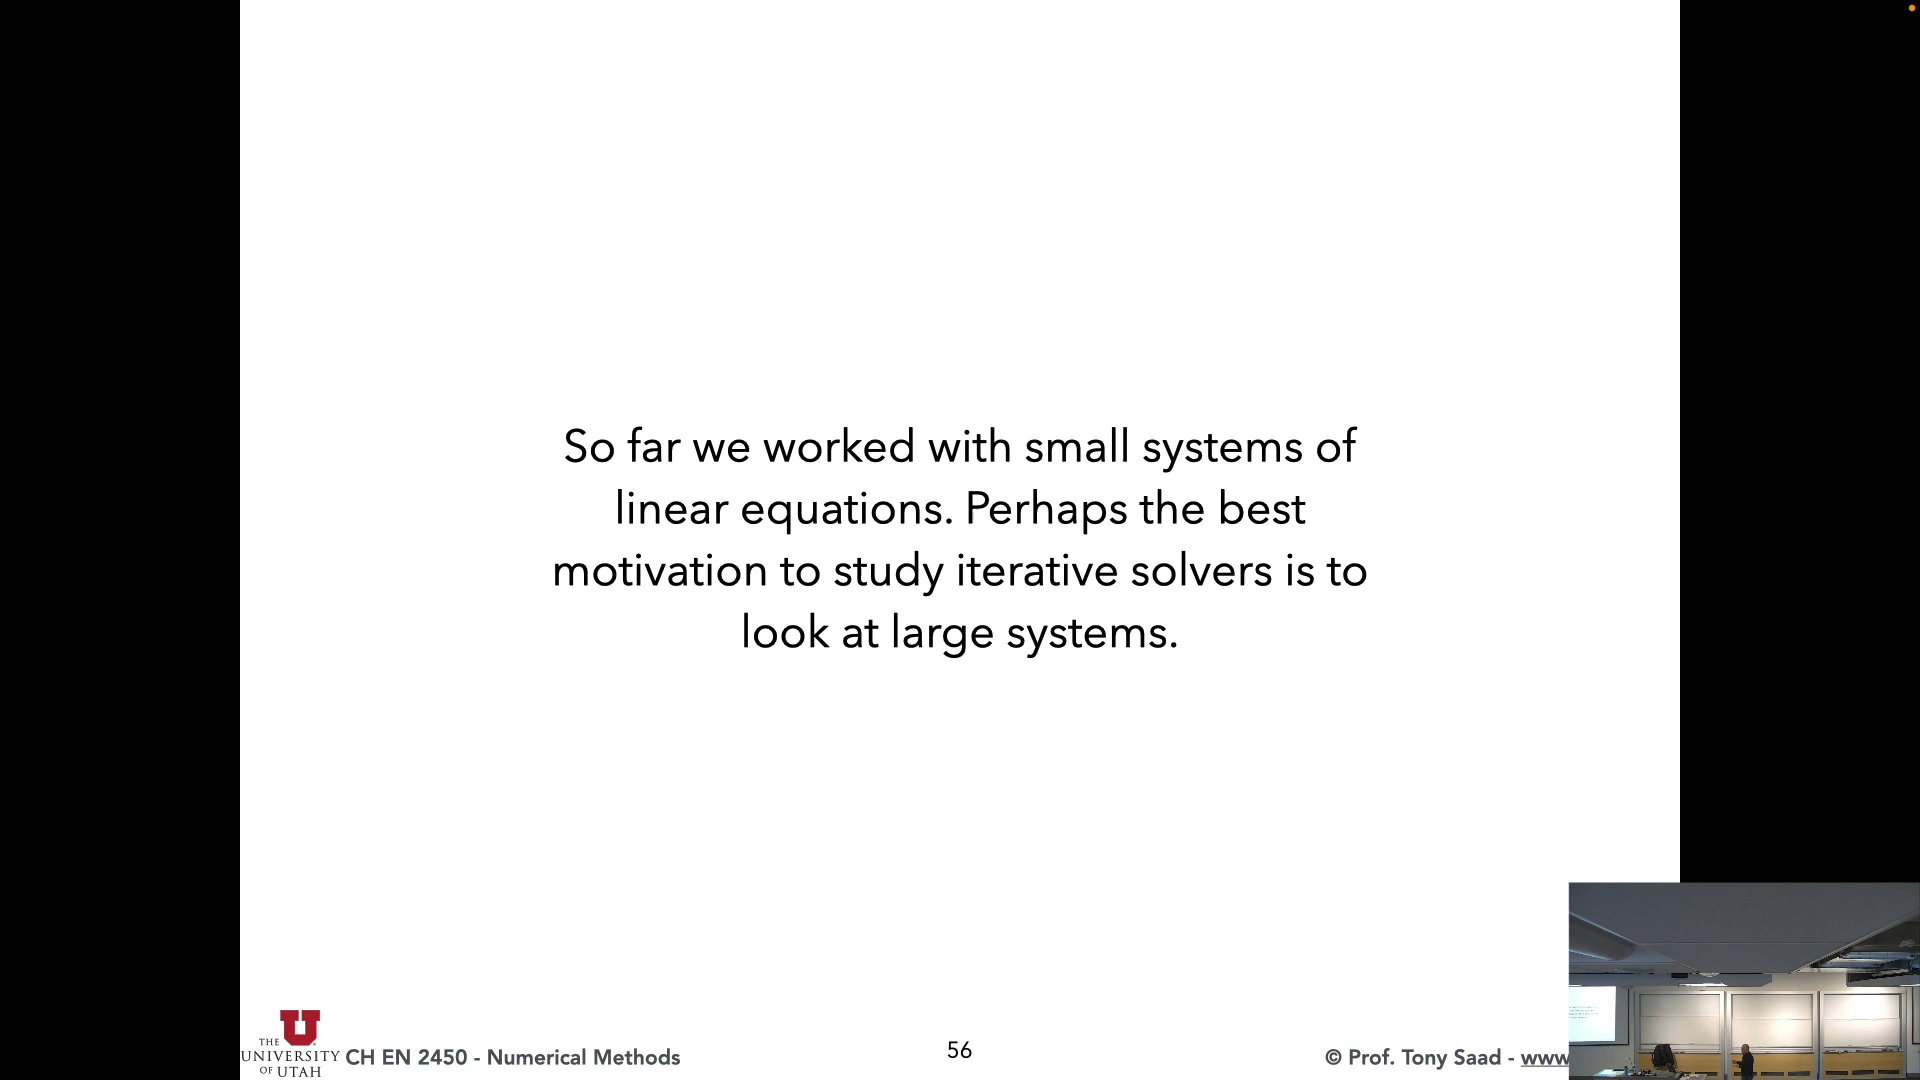 So far we worked with small systems of
linear equations. Perhaps the best
motivation to study iterative solvers is to
look at large systems.
THE
UNIVERSITY
OF UTAH
CH EN 2450 - Numerical Methods
56
© Prof. Tony Saad - www